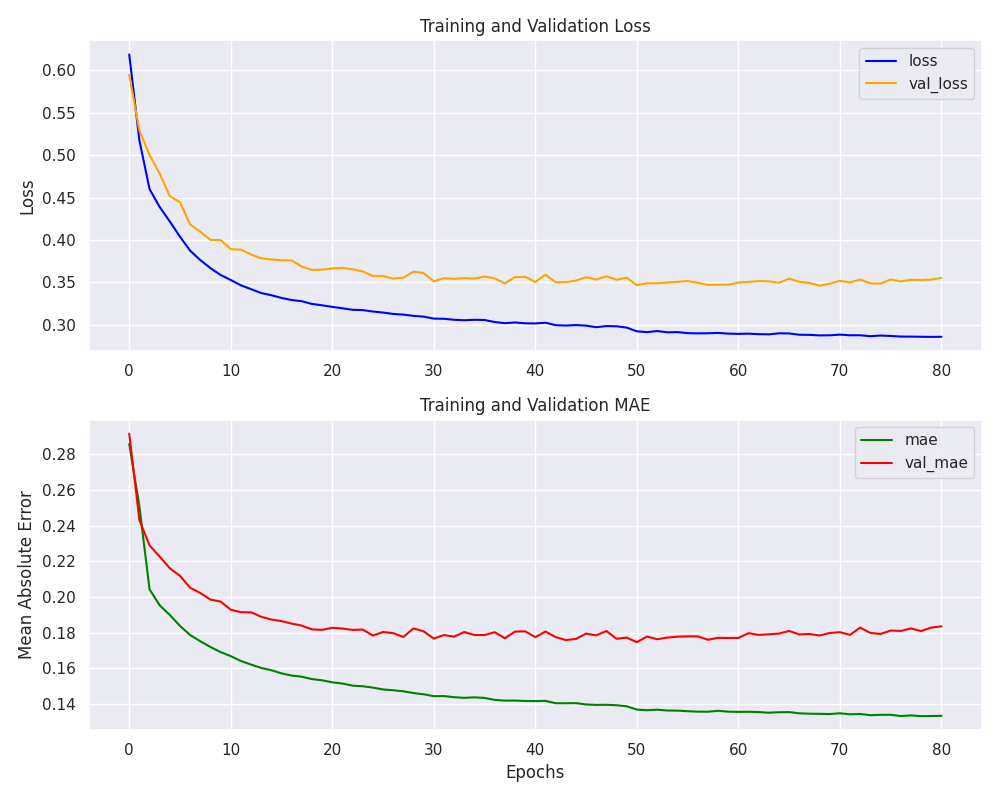 Training and Validation Loss
loss
val_loss
Loss
0.60
0.55
0.50
0.45
0.40
0.35
0.30
0 10 20 30 40 50 60 70 80
Training and Validation MAE
mae
val_mae
Mean Absolute Error
0.28
0.26
0.24
0.22
0.20
0.18
0.16
0.14
0 10 20 30 40 50 60 70 80
Epochs